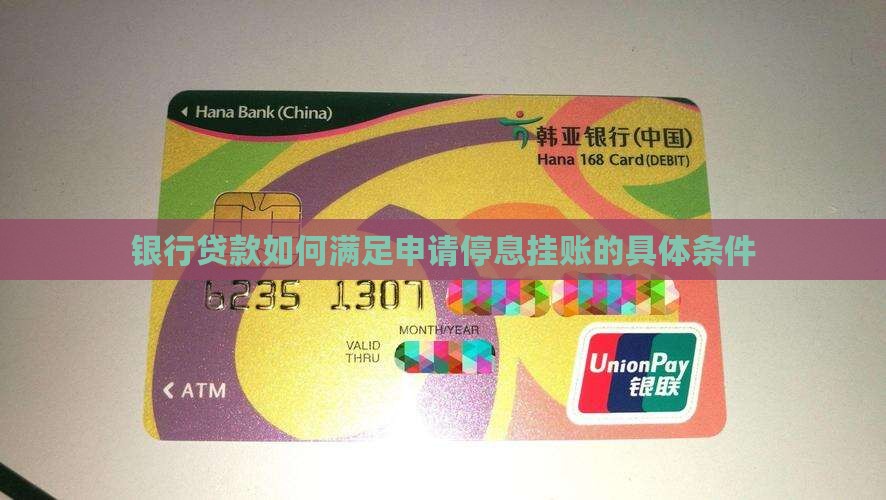 Hana Bank (China)
韩亚银行(中国)
Hana 168 Card(DEBIT)
银行贷款如何满足申请停息挂账的具体条件
6235 1307
MONTH/YEAR
VALID
THRU
ATM
UnionPay
银联